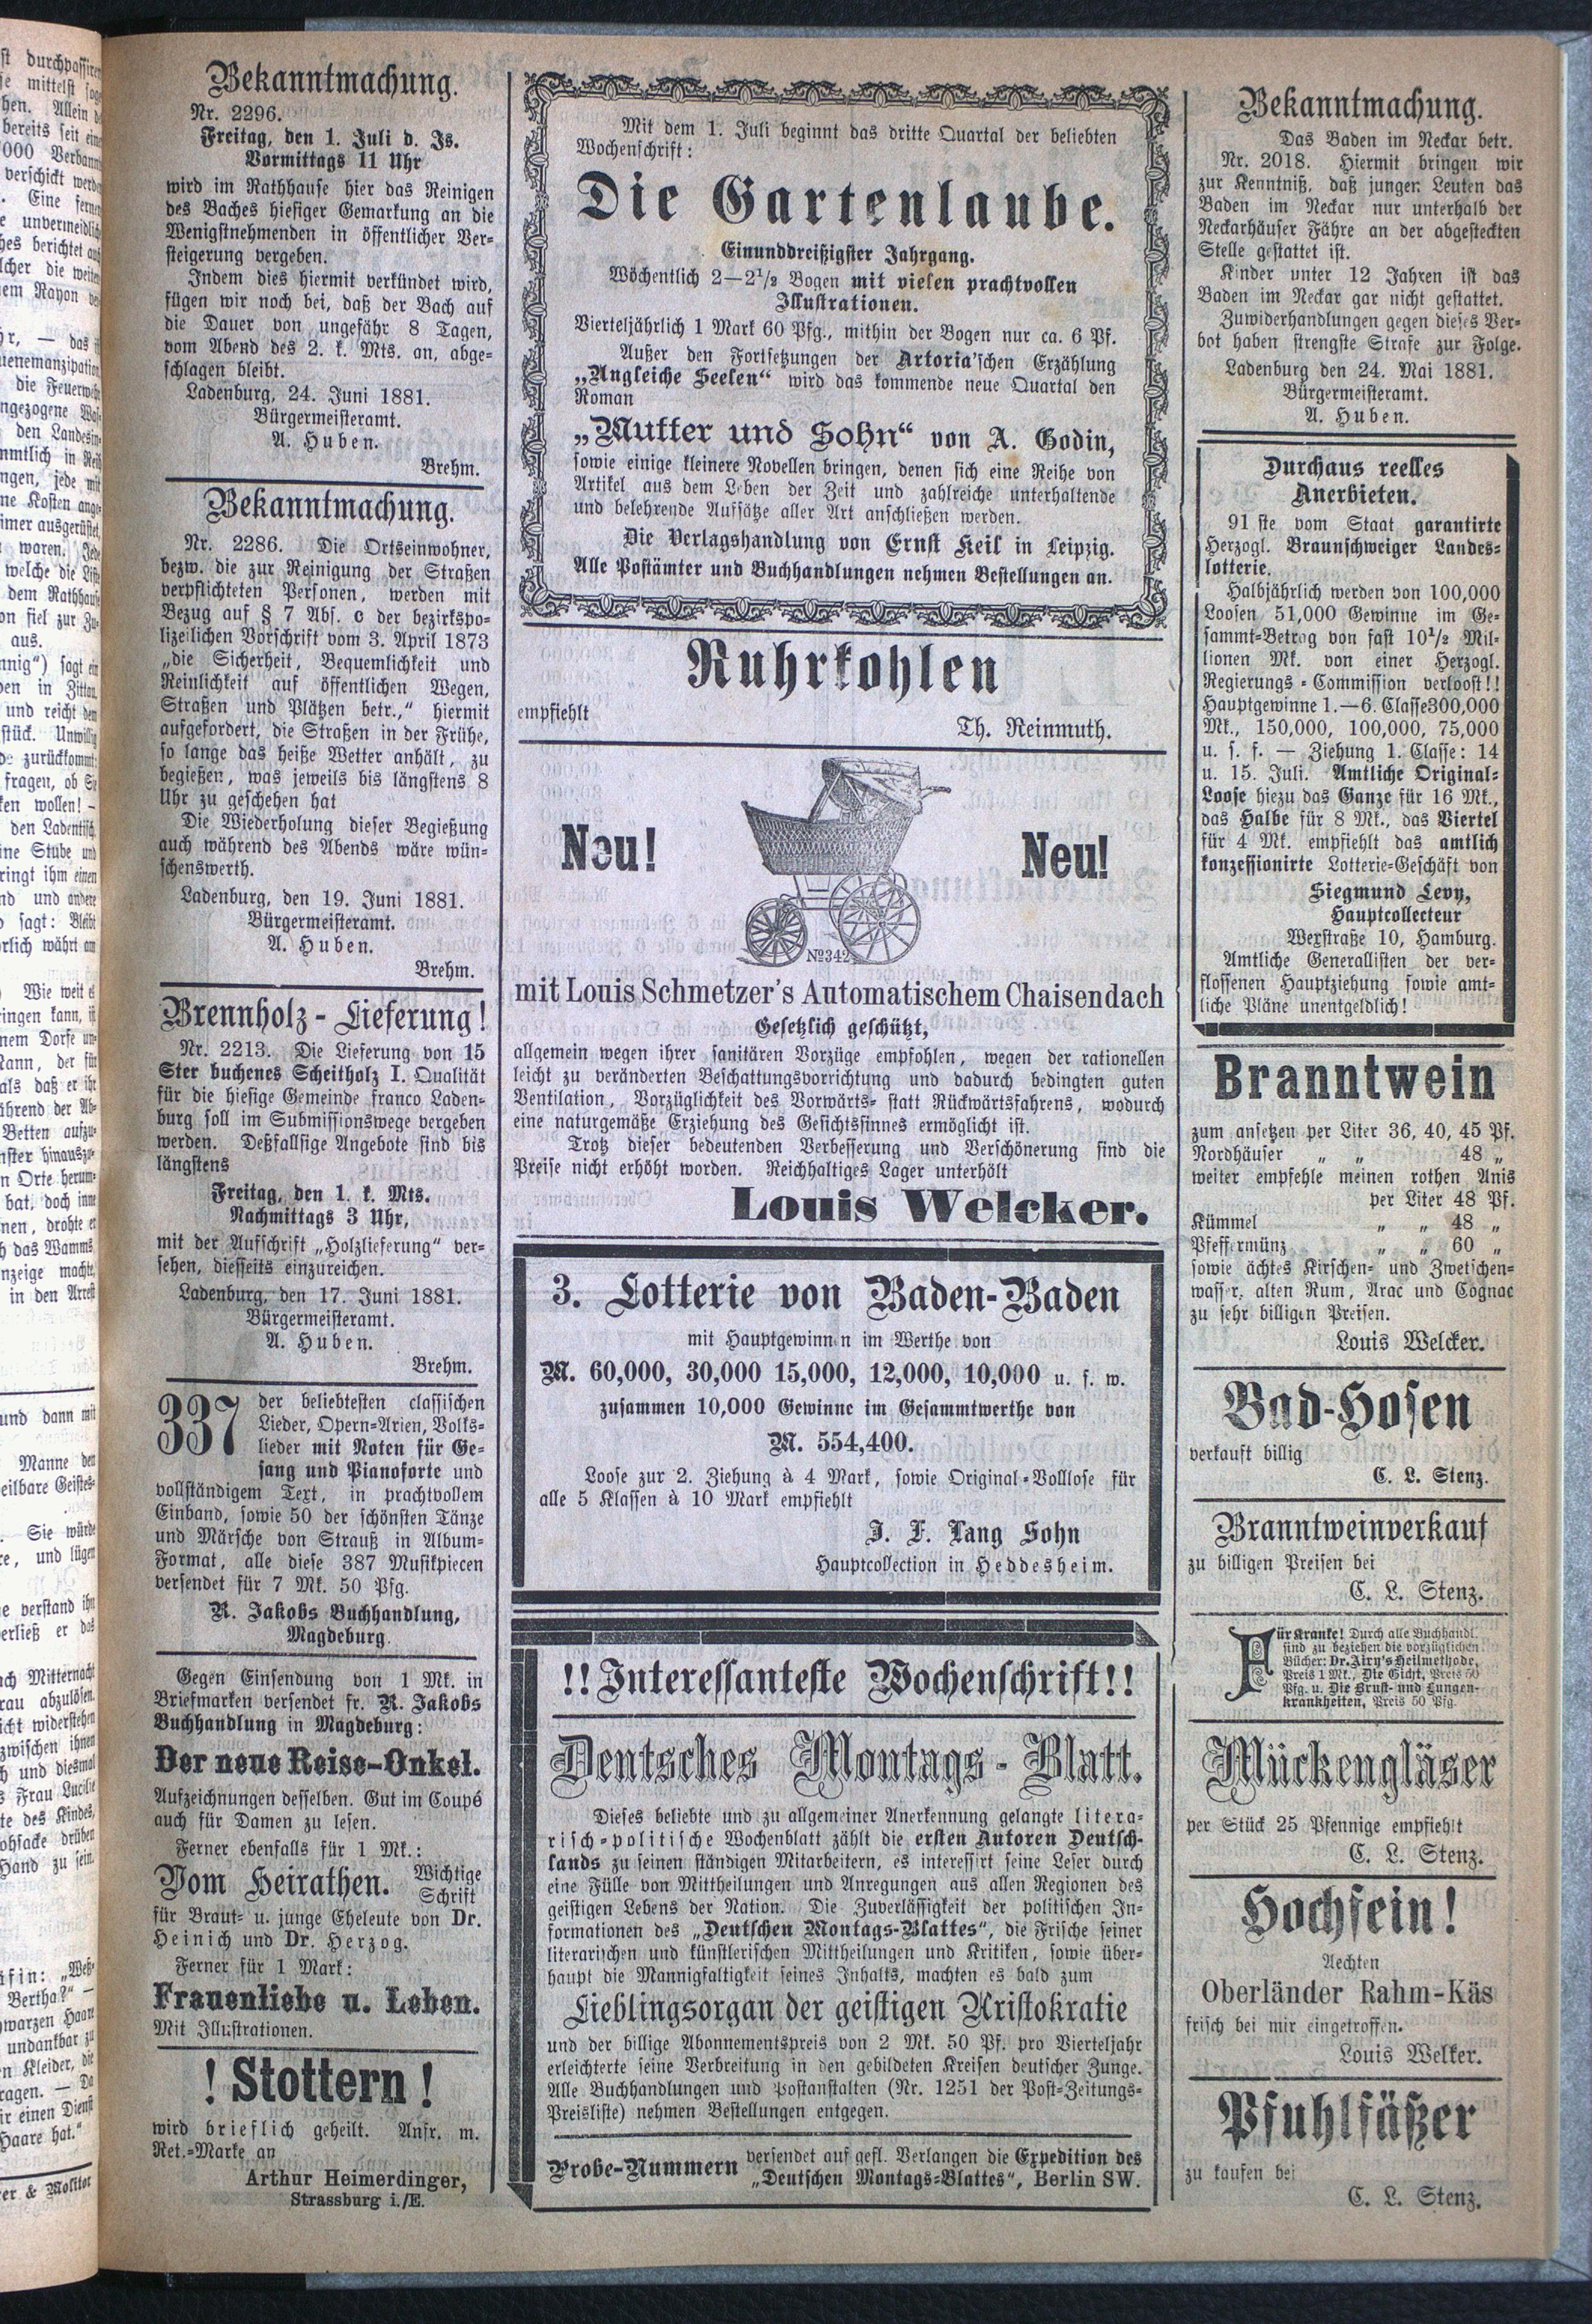 Bekanntmachung.
Nr. 2296.
Freitag, den 1. Juli d. Js.
Vormittags 11 Uhr
wird im Rathhause hier das Reinigen
des Baches hiesiger Gemarkung an die
Wenigstnehmenden in öffentlicher Ver-
steigerung vergeben.
Indem dies hiermit verkündet wird,
fügen wir noch bei, daß der Bach auf
die Dauer von ungefähr 8 Tagen,
vom Abend des 2. k. Mts. an, abge-
schlagen bleibt.
Ladenburg, 24. Juni 1881.
Bürgermeisteramt.
A. Huben.
Brehm.
Bekanntmachung.
Nr. 2286. Die Ortseinwohner,
bezw. die zur Reinigung der Straßen
verpflichteten Personen, werden mit
Bezug auf § 7 Abs. c der bezirkspo-
lizeilichen Vorschrift vom 3. April 1873
„die Sicherheit, Bequemlichkeit und
Reinlichkeit auf öffentlichen Wegen,
Straßen und Plätzen betr.,“ hiermit
aufgefordert, die Straßen in der Frühe,
so lange das heiße Wetter anhält, zu
begießen, was jeweils bis längstens 8
Uhr zu geschehen hat
Die Wiederholung dieser Begießung
auch während des Abends wäre wün-
schenswerth.
Ladenburg, den 19. Juni 1881.
Bürgermeisteramt.
A. Huben.
Brehm.
Brennholz-Lieferung!
Nr. 2213. Die Lieferung von 15
Ster buchenes Scheitholz I. Qualität
für die hiesige Gemeinde franco Laden-
burg soll im Submissionswege vergeben
werden. Deßfallsige Angebote sind bis
längstens
Freitag, den 1. k. Mts.
Nachmittags 3 Uhr,
mit der Aufschrift „Holzlieferung“ ver-
sehen, diesseits einzureichen.
Ladenburg, den 17. Juni 1881.
Bürgermeisteramt.
A. Huben.
Brehm.
337 der beliebtesten classischen
Lieder, Opern-Arien, Volks-
lieder mit Noten für Ge-
sang und Pianoforte und
vollständigem Text, in prachtvollem
Einband, sowie 50 der schönsten Tänze
und Märsche von Strauß in Album-
Format, alle diese 387 Musikpiecen
versendet für 7 Mk. 50 Pfg.
R. Jakobs Buchhandlung,
Magdeburg.
Gegen Einsendung von 1 Mk. in
Briefmarken versendet fr. R. Jakobs
Buchhandlung in Magdeburg:
Der neue Reise-Onkel.
Aufzeichnungen desselben. Gut im Coupé
auch für Damen zu lesen.
Ferner ebenfalls für 1 Mk.:
Vom Heirathen. Wichtige
Schrift
für Braut- u. junge Eheleute von Dr.
Heinich und Dr. Herzog.
Ferner für 1 Mark:
Frauenliebe u. Leben.
Mit Illustrationen.
! Stottern !
wird brieflich geheilt. Anfr. m.
Ret.-Marke an
Arthur Heimerdinger,
Strassburg i./E.
Mit dem 1. Juli beginnt das dritte Quartal der beliebten
Wochenschrift:
Die Gartenlaube.
Einunddreißigster Jahrgang.
Wöchentlich 2—2½ Bogen mit vielen prachtvollen
Illustrationen.
Vierteljährlich 1 Mark 60 Pfg., mithin der Bogen nur ca. 6 Pf.
Außer den Fortsetzungen der Artoria'schen Erzählung
„Ungleiche Seelen“ wird das kommende neue Quartal den
Roman
„Mutter und Sohn“ von A. Godin,
sowie einige kleinere Novellen bringen, denen sich eine Reihe von
Artikel aus dem Leben der Zeit und zahlreiche unterhaltende
und belehrende Aufsätze aller Art anschließen werden.
Die Verlagshandlung von Ernst Keil in Leipzig.
Alle Postämter und Buchhandlungen nehmen Bestellungen an.
Ruhrkohlen
empfiehlt
Th. Reinmuth.
Neu! Neu!
No 342
mit Louis Schmetzer's Automatischem Chaisendach
Gesetzlich geschützt,
allgemein wegen ihrer sanitären Vorzüge empfohlen, wegen der rationellen
leicht zu verändernten Beschattungsvorrichtung und dadurch bedingten guten
Ventilation, Vorzüglichkeit des Vorwärts- statt Rückwärtsfahrens, wodurch
eine naturgemäße Erziehung des Gesichtssinnes ermöglicht ist.
Trotz dieser bedeutenden Verbesserung und Verschönerung sind die
Preise nicht erhöht worden. Reichhaltiges Lager unterhölt
Louis Welcker.
3. Lotterie von Baden-Baden
mit Hauptgewinnen im Werthe von
M. 60,000, 30,000 15,000, 12,000, 10,000 u. s. w.
zusammen 10,000 Gewinne im Gesammtwerthe von
M. 554,400.
Loose zur 2. Ziehung à 4 Mark, sowie Original-Volllose für
alle 5 Klassen à 10 Mark empfiehlt
J. F. Lang Sohn
Hauptcollection in Heddesheim.
!!Interessanteste Wochenschrift!!
Deutsches Montags-Blatt.
Dieses beliebte und zu allgemeiner Anerkennung gelangte litera-
risch-politische Wochenblatt zählt die ersten Autoren Deutsch-
lands zu seinen ständigen Mitarbeitern, es interessirt seine Leser durch
eine Fülle von Mittheilungen und Anregungen aus allen Regionen des
geistigen Lebens der Nation. Die Zuverlässigkeit der politischen In-
formationen des „Deutschen Montags-Blattes“, die Frische seiner
literarischen und künstlerischen Mittheilungen und Kritiken, sowie über-
haupt die Mannigfaltigkeit seines Inhalts, machten es bald zum
Lieblingsorgan der geistigen Aristokratie
und der billige Abonnementspreis von 2 Mk. 50 Pf. pro Vierteljahr
erleichterte seine Verbreitung in den gebildeten Kreisen deutscher Zunge.
Alle Buchhandlungen und Postanstalten (Nr. 1251 der Post-Zeitungs-
Preisliste) nehmen Bestellungen entgegen.
Probe-Nummern versendet auf gefl. Verlangen die Expedition des
„Deutschen Montags-Blattes“, Berlin SW.
Bekanntmachung.
Das Baden im Neckar betr.
Nr. 2018. Hiermit bringen wir
zur Kenntniß, daß jungen Leuten das
Baden im Neckar nur unterhalb der
Neckarhäuser Fähre an der abgesteckten
Stelle gestattet ist.
Kinder unter 12 Jahren ist das
Baden im Neckar gar nicht gestattet.
Zuwiderhandlungen gegen dieses Ver-
bot haben strengste Strafe zur Folge.
Ladenburg den 24. Mai 1881.
Bürgermeisteramt.
A. Huben.
Durchaus reelles
Anerbieten.
91 ste vom Staat garantirte
Herzogl. Braunschweiger Landes-
lotterie.
Halbjährlich werden von 100,000
Loosen 51,000 Gewinne im Ge-
sammt-Betrag von fast 10½ Mil-
lionen Mk. von einer Herzogl.
Regierungs-Commission verloost!!
Hauptgewinne 1.—6. Classe 300,000
Mk., 150,000, 100,000, 75,000
u. s. f. — Ziehung 1. Classe: 14
u. 15. Juli. Amtliche Original-
Loose hiezu das Ganze für 16 Mk.,
das Halbe für 8 Mk., das Viertel
für 4 Mk. empfiehlt das amtlich
konzessionirte Lotterie-Geschäft von
Siegmund Levy,
Hauptcollecteur
Wexstraße 10, Hamburg.
Amtliche Generallisten der ver-
flossenen Hauptziehung sowie amt-
liche Pläne unentgeldlich!
Branntwein
zum ansetzen per Liter 36, 40, 45 Pf.
Nordhäuser „ „ 48 „
weiter empfehle meinen rothen Anis
per Liter 48 Pf.
Kümmel „ „ 48 „
Pfeffermünz „ „ 60 „
sowie ächtes Kirschen- und Zwetschen-
wasser, alten Rum, Arac und Cognac
zu sehr billigen Preisen.
Louis Welcker.
Bad-Hosen
verkauft billig
C. L. Stenz.
Branntweinverkauf
zu billigen Preisen bei
C. L. Stenz.
Für Kranke! Durch alle Buchhandl.
sind zu beziehen die vorzüglichen
Bücher: Dr. Airy's Heilmethode,
Preis 1 Mk., Die Gicht, Preis 50
Pfg. u. Die Brust- und Lungen-
krankheiten, Preis 50 Pfg.
Mückengläser
per Stück 25 Pfennige empfiehlt
C. L. Stenz.
Hochfein!
Aechten
Oberländer Rahm-Käs
frisch bei mir eingetroffen.
Louis Welker.
Pfuhlfäßer
zu kaufen bei
C. L. Stenz.